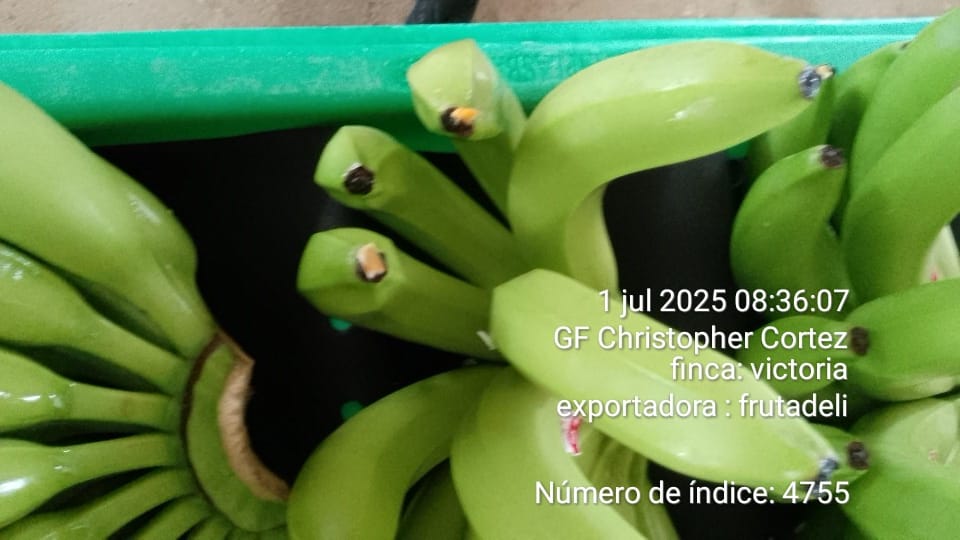 1 jul 2025 08:36:07
GF Christopher Cortez
finca: victoria
exportadora : frutadeli
Número de índice: 4755